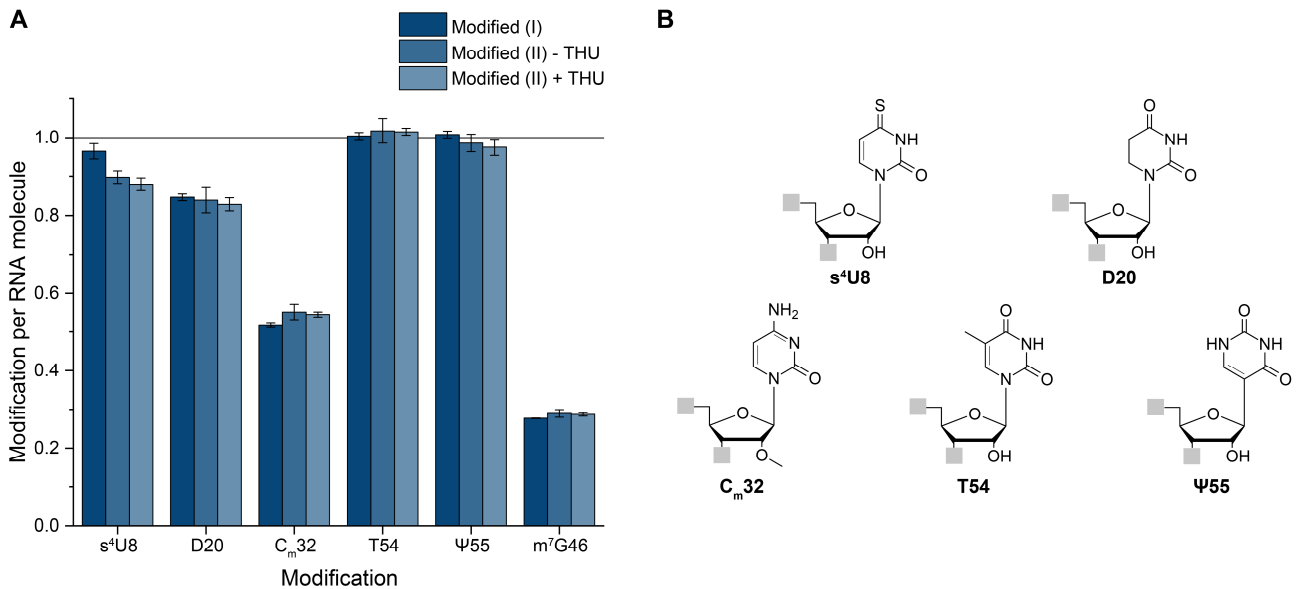 A
Modified (I)
Modified (II) - THU
Modified (II) + THU
Modification per RNA molecule
1.0
0.8
0.6
0.4
0.2
0.0
s⁴U8 D20 Cₘ32 T54 Ψ55 m⁷G46
Modification
B
S
NH
N
O
O
OH
s⁴U8
O
NH
N
O
O
OH
D20
NH₂
N
N
O
O
O
Cₘ32
O
NH
N
O
O
OH
T54
O
HN
NH
O
O
OH
Ψ55